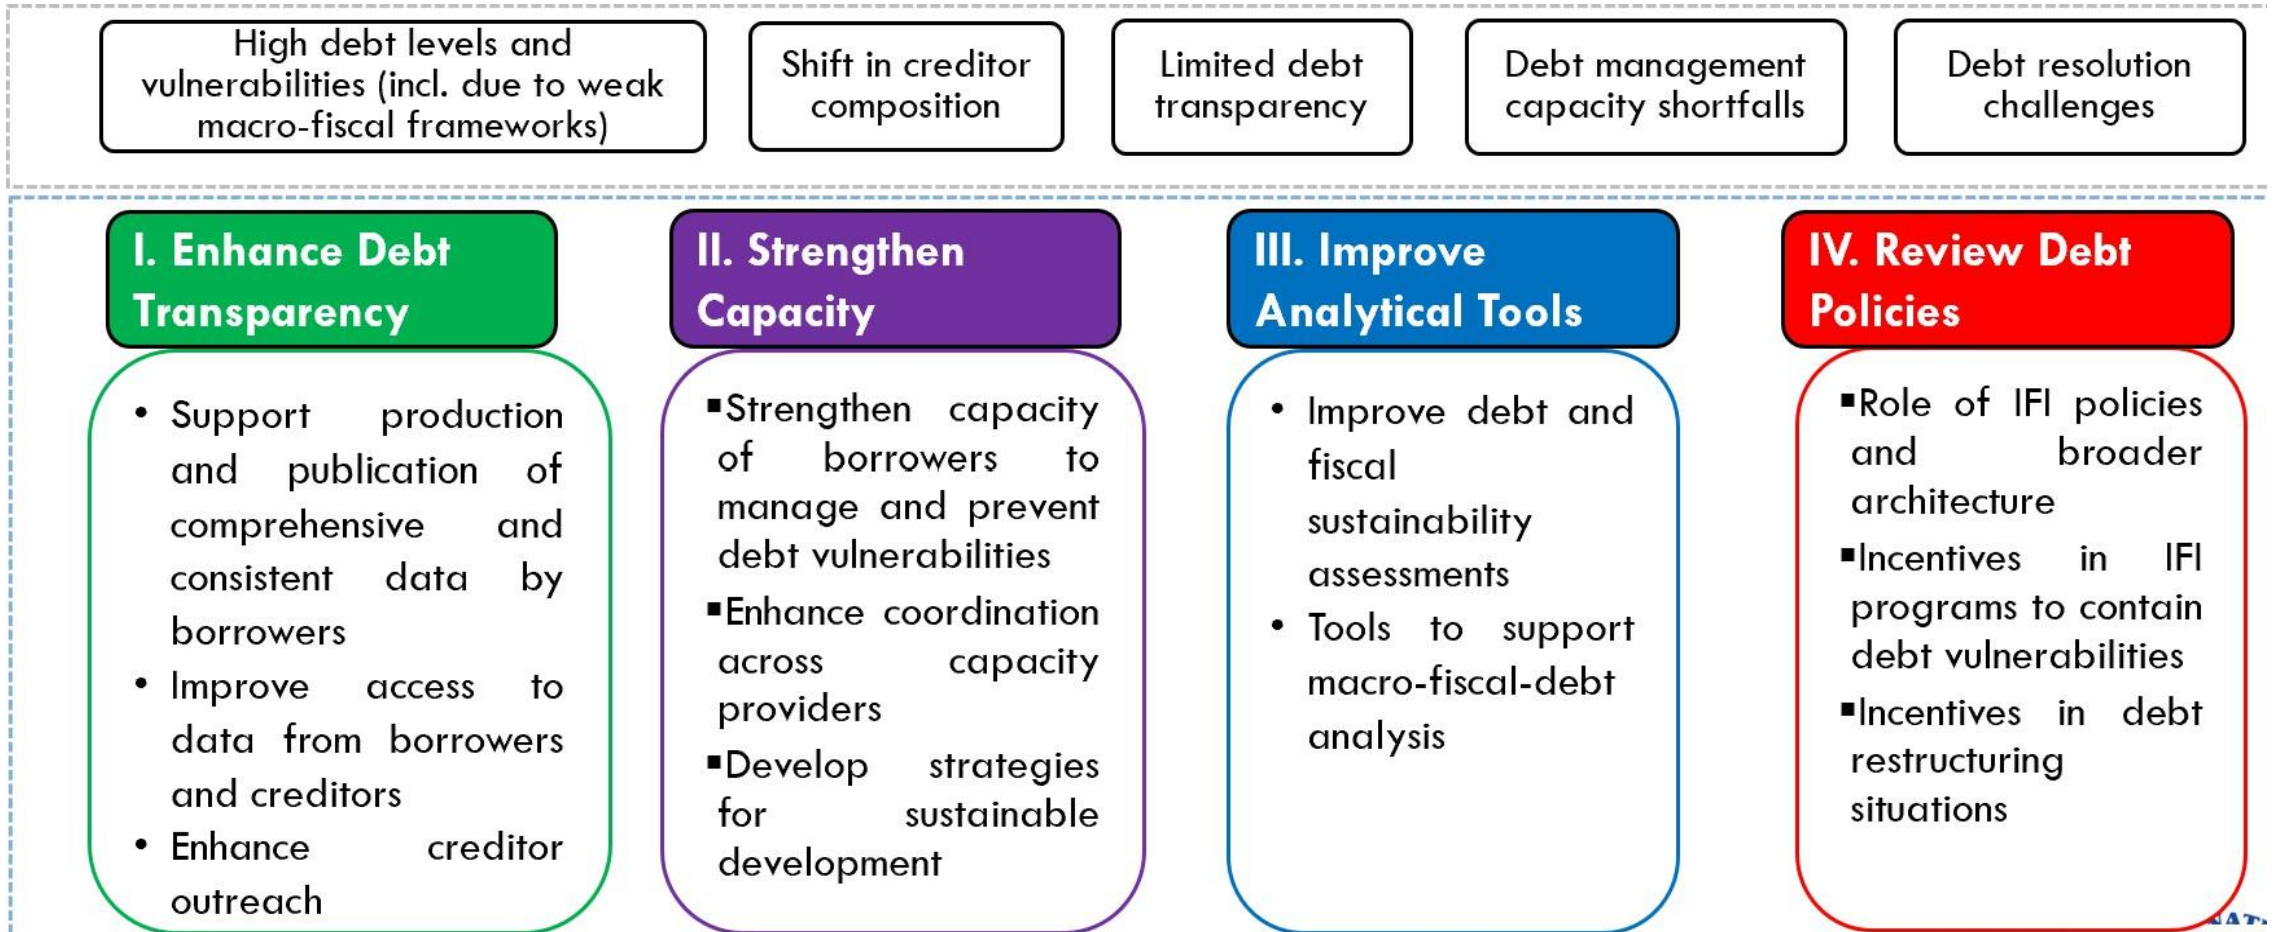 High debt levels and
vulnerabilities (incl. due to weak
macro-fiscal frameworks)
Shift in creditor
composition
Limited debt
transparency
Debt management
capacity shortfalls
Debt resolution
challenges
I. Enhance Debt
Transparency
• Support production
and publication of
comprehensive and
consistent data by
borrowers
• Improve access to
data from borrowers
and creditors
• Enhance creditor
outreach
II. Strengthen
Capacity
▪Strengthen capacity
of borrowers to
manage and prevent
debt vulnerabilities
▪Enhance coordination
across capacity
providers
▪Develop strategies
for sustainable
development
III. Improve
Analytical Tools
• Improve debt and
fiscal
sustainability
assessments
• Tools to support
macro-fiscal-debt
analysis
IV. Review Debt
Policies
▪Role of IFI policies
and broader
architecture
▪Incentives in IFI
programs to contain
debt vulnerabilities
▪Incentives in debt
restructuring
situations